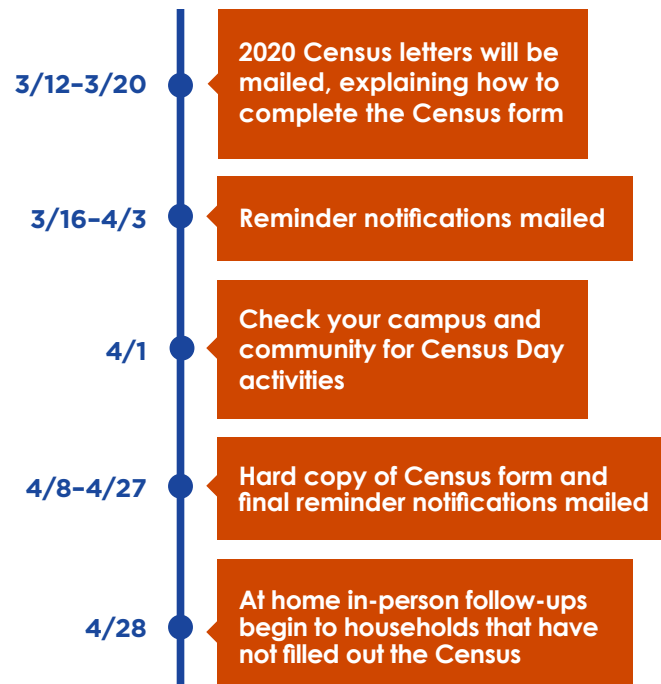 3/12–3/20
2020 Census letters will be
mailed, explaining how to
complete the Census form
3/16–4/3
Reminder notifications mailed
4/1
Check your campus and
community for Census Day
activities
4/8–4/27
Hard copy of Census form and
final reminder notifications mailed
4/28
At home in-person follow-ups
begin to households that have
not filled out the Census